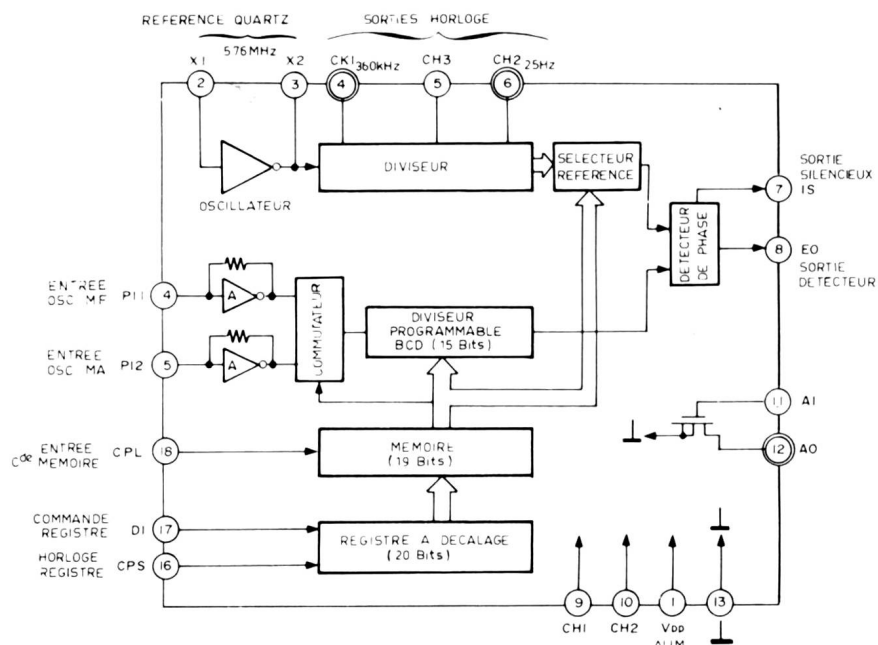 REFERENCE QUARTZ
SORTIES HORLOGE
576MHz
X1
X2
CK1 360kHz
CH3
CH2 25Hz
2
3
4
5
6
DIVISEUR
SELECTEUR
REFERENCE
OSCILLATEUR
DETECTEUR
DE PHASE
7
SORTIE
SILENCIEUX
IS
8
EO
SORTIE
DETECTEUR
ENTREE
OSC MF
PI1
4
A
COMMUTATEUR
DIVISEUR
PROGRAMMABLE
BCD (15 Bits)
ENTREE
OSC MA
PI2
5
A
11
AI
12
AO
ENTREE
Cde MEMOIRE
CPL
18
MEMOIRE
(19 Bits)
COMMANDE
REGISTRE
DI
17
REGISTRE A DECALAGE
(20 Bits)
HORLOGE
REGISTRE
CPS
16
9
10
1
13
CH1
CH2
VDD
ALIM